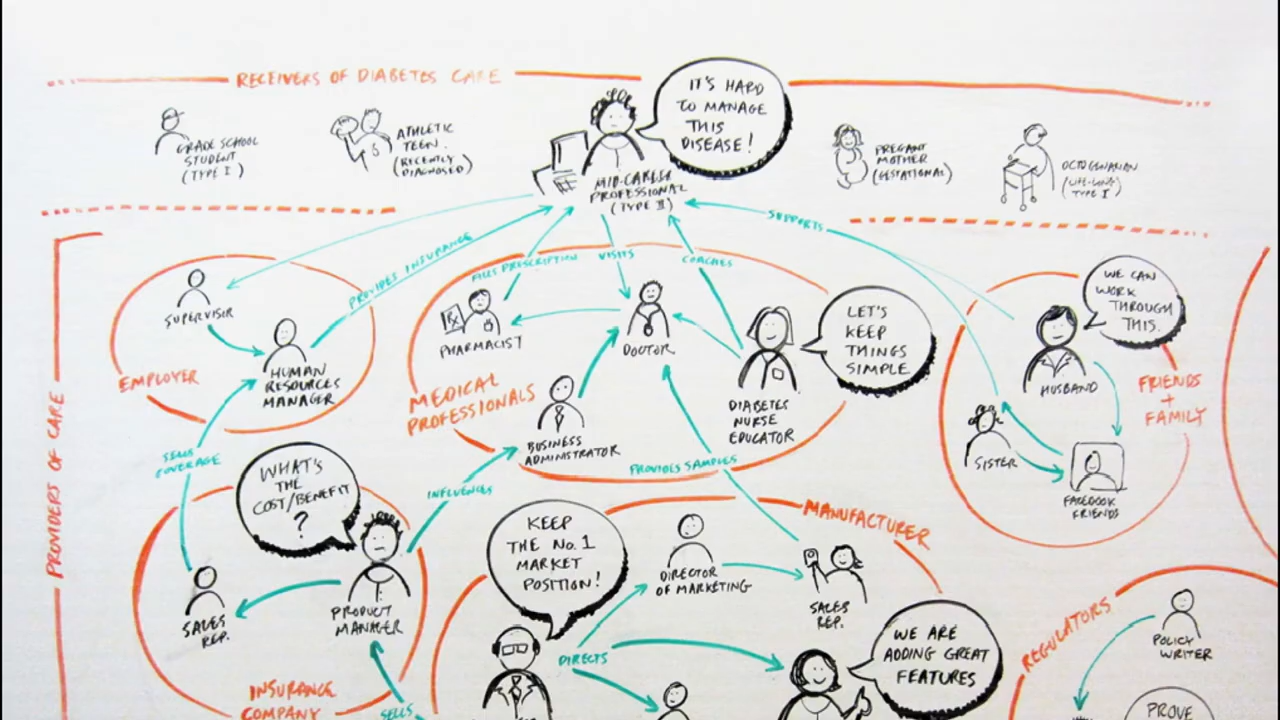 RECEIVERS OF DIABETES CARE
IT'S HARD
TO MANAGE
THIS
DISEASE!
GRADE SCHOOL
STUDENT
(TYPE I)
ATHLETIC
TEEN.
(RECENTLY
DIAGNOSED)
MID-CAREER
PROFESSIONAL
(TYPE II)
PREGANT
MOTHER
(GESTATIONAL)
OCTOGENARIAN
(LIFE-LONG
TYPE I)
PROVIDERS OF CARE
SUPERVISIR
HUMAN
RESOURCES
MANAGER
EMPLOYER
PROVIDES INSURANCE
FILLS PRESCRIPTION
VISITS
COACHES
SUPPORTS
PHARMACIST
DOCTOR
LET'S
KEEP
THINGS
SIMPLE.
DIABETES
NURSE
EDUCATOR
MEDICAL
PROFESSIONALS
BUSINESS
ADMINISTRATOR
WE CAN
WORK
THROUGH
THIS.
HUSBAND
SISTER
FACEBOOK
FRIENDS
FRIENDS
+
FAMILY
SELLS
COVERAGE
INFLUENCES
PROVIDES SAMPLES
WHAT'S
THE
COST/BENEFIT
?
SALES
REP.
PRODUCT
MANAGER
INSURANCE
COMPANY
SELLS
KEEP
THE No. 1
MARKET
POSITION!
MANUFACTURER
DIRECTOR
OF MARKETING
SALES
REP.
DIRECTS
WE ARE
ADDING GREAT
FEATURES
REGULATORS
POLICY
WRITER
PROVE